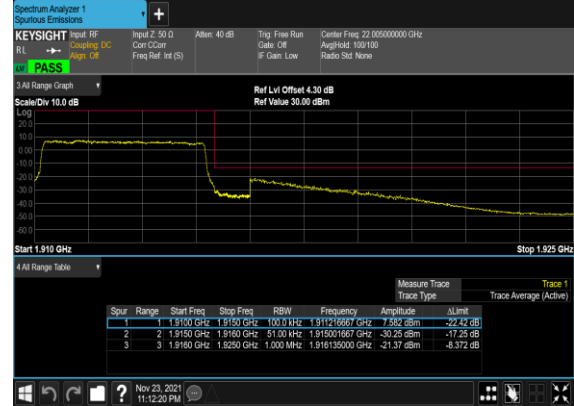 Spectrum Analyzer 1
Spurious Emissions
+
KEYSIGHT Input: RF Input Z: 50 Ω Atten: 40 dB Trig: Free Run Center Freq: 22.005000000 GHz
RL Coupling: DC Corr CCorr Gate: Off Avg|Hold: 100/100
Align: Off Freq Ref: Int (S) IF Gain: Low Radio Std: None
PASS
3 All Range Graph
Ref Lvl Offset 4.30 dB
Scale/Div 10.0 dB Ref Value 30.00 dBm
Log
20.0
10.0
0.00
-10.0
-20.0
-30.0
-40.0
-50.0
-60.0
Start 1.910 GHz Stop 1.925 GHz
4 All Range Table
Measure Trace Trace 1
Trace Type Trace Average (Active)
Spur Range Start Freq Stop Freq RBW Frequency Amplitude ΔLimit
1 1 1.9100 GHz 1.9150 GHz 100.0 kHz 1.911216667 GHz 7.582 dBm -22.42 dB
2 2 1.9150 GHz 1.9160 GHz 51.00 kHz 1.915001667 GHz -30.25 dBm -17.25 dB
3 3 1.9160 GHz 1.9250 GHz 1.000 MHz 1.916135000 GHz -21.37 dBm -8.372 dB
? Nov 23, 2021
11:12:20 PM